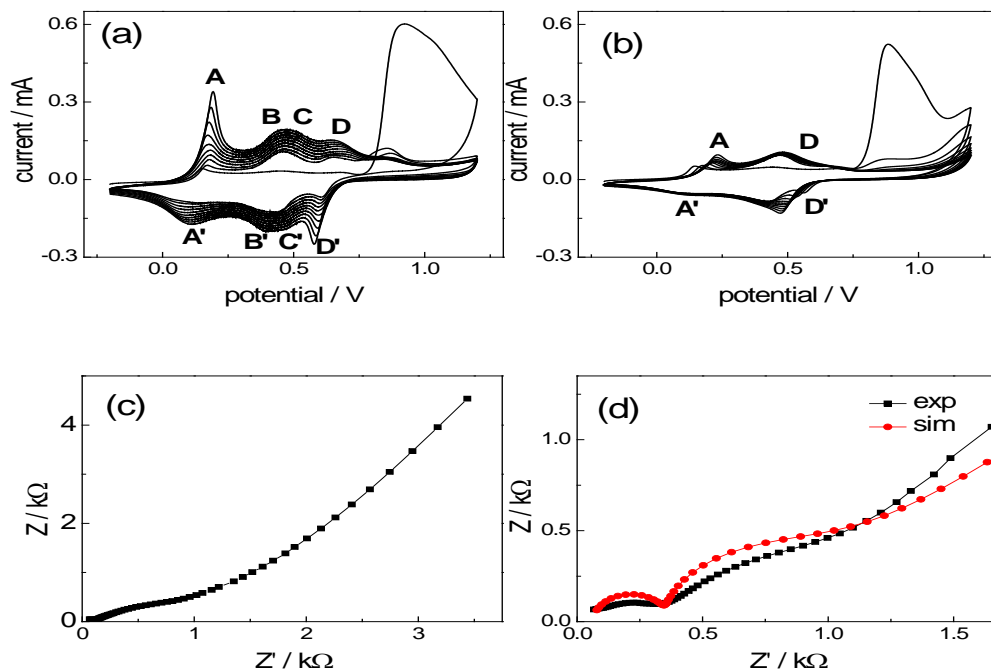 (a)
0.6
0.3
0.0
-0.3
current / mA
A
B C D
A'
B' C' D'
0.0 0.5 1.0
potential / V
(b)
0.6
0.3
0.0
-0.3
current / mA
A D
A' D'
0.0 0.5 1.0
potential / V
(c)
4
2
0
Z/kΩ
0 1 2 3
Z' / kΩ
(d)
exp
sim
1.0
0.5
0.0
Z/kΩ
0.0 0.5 1.0 1.5
Z' / kΩ